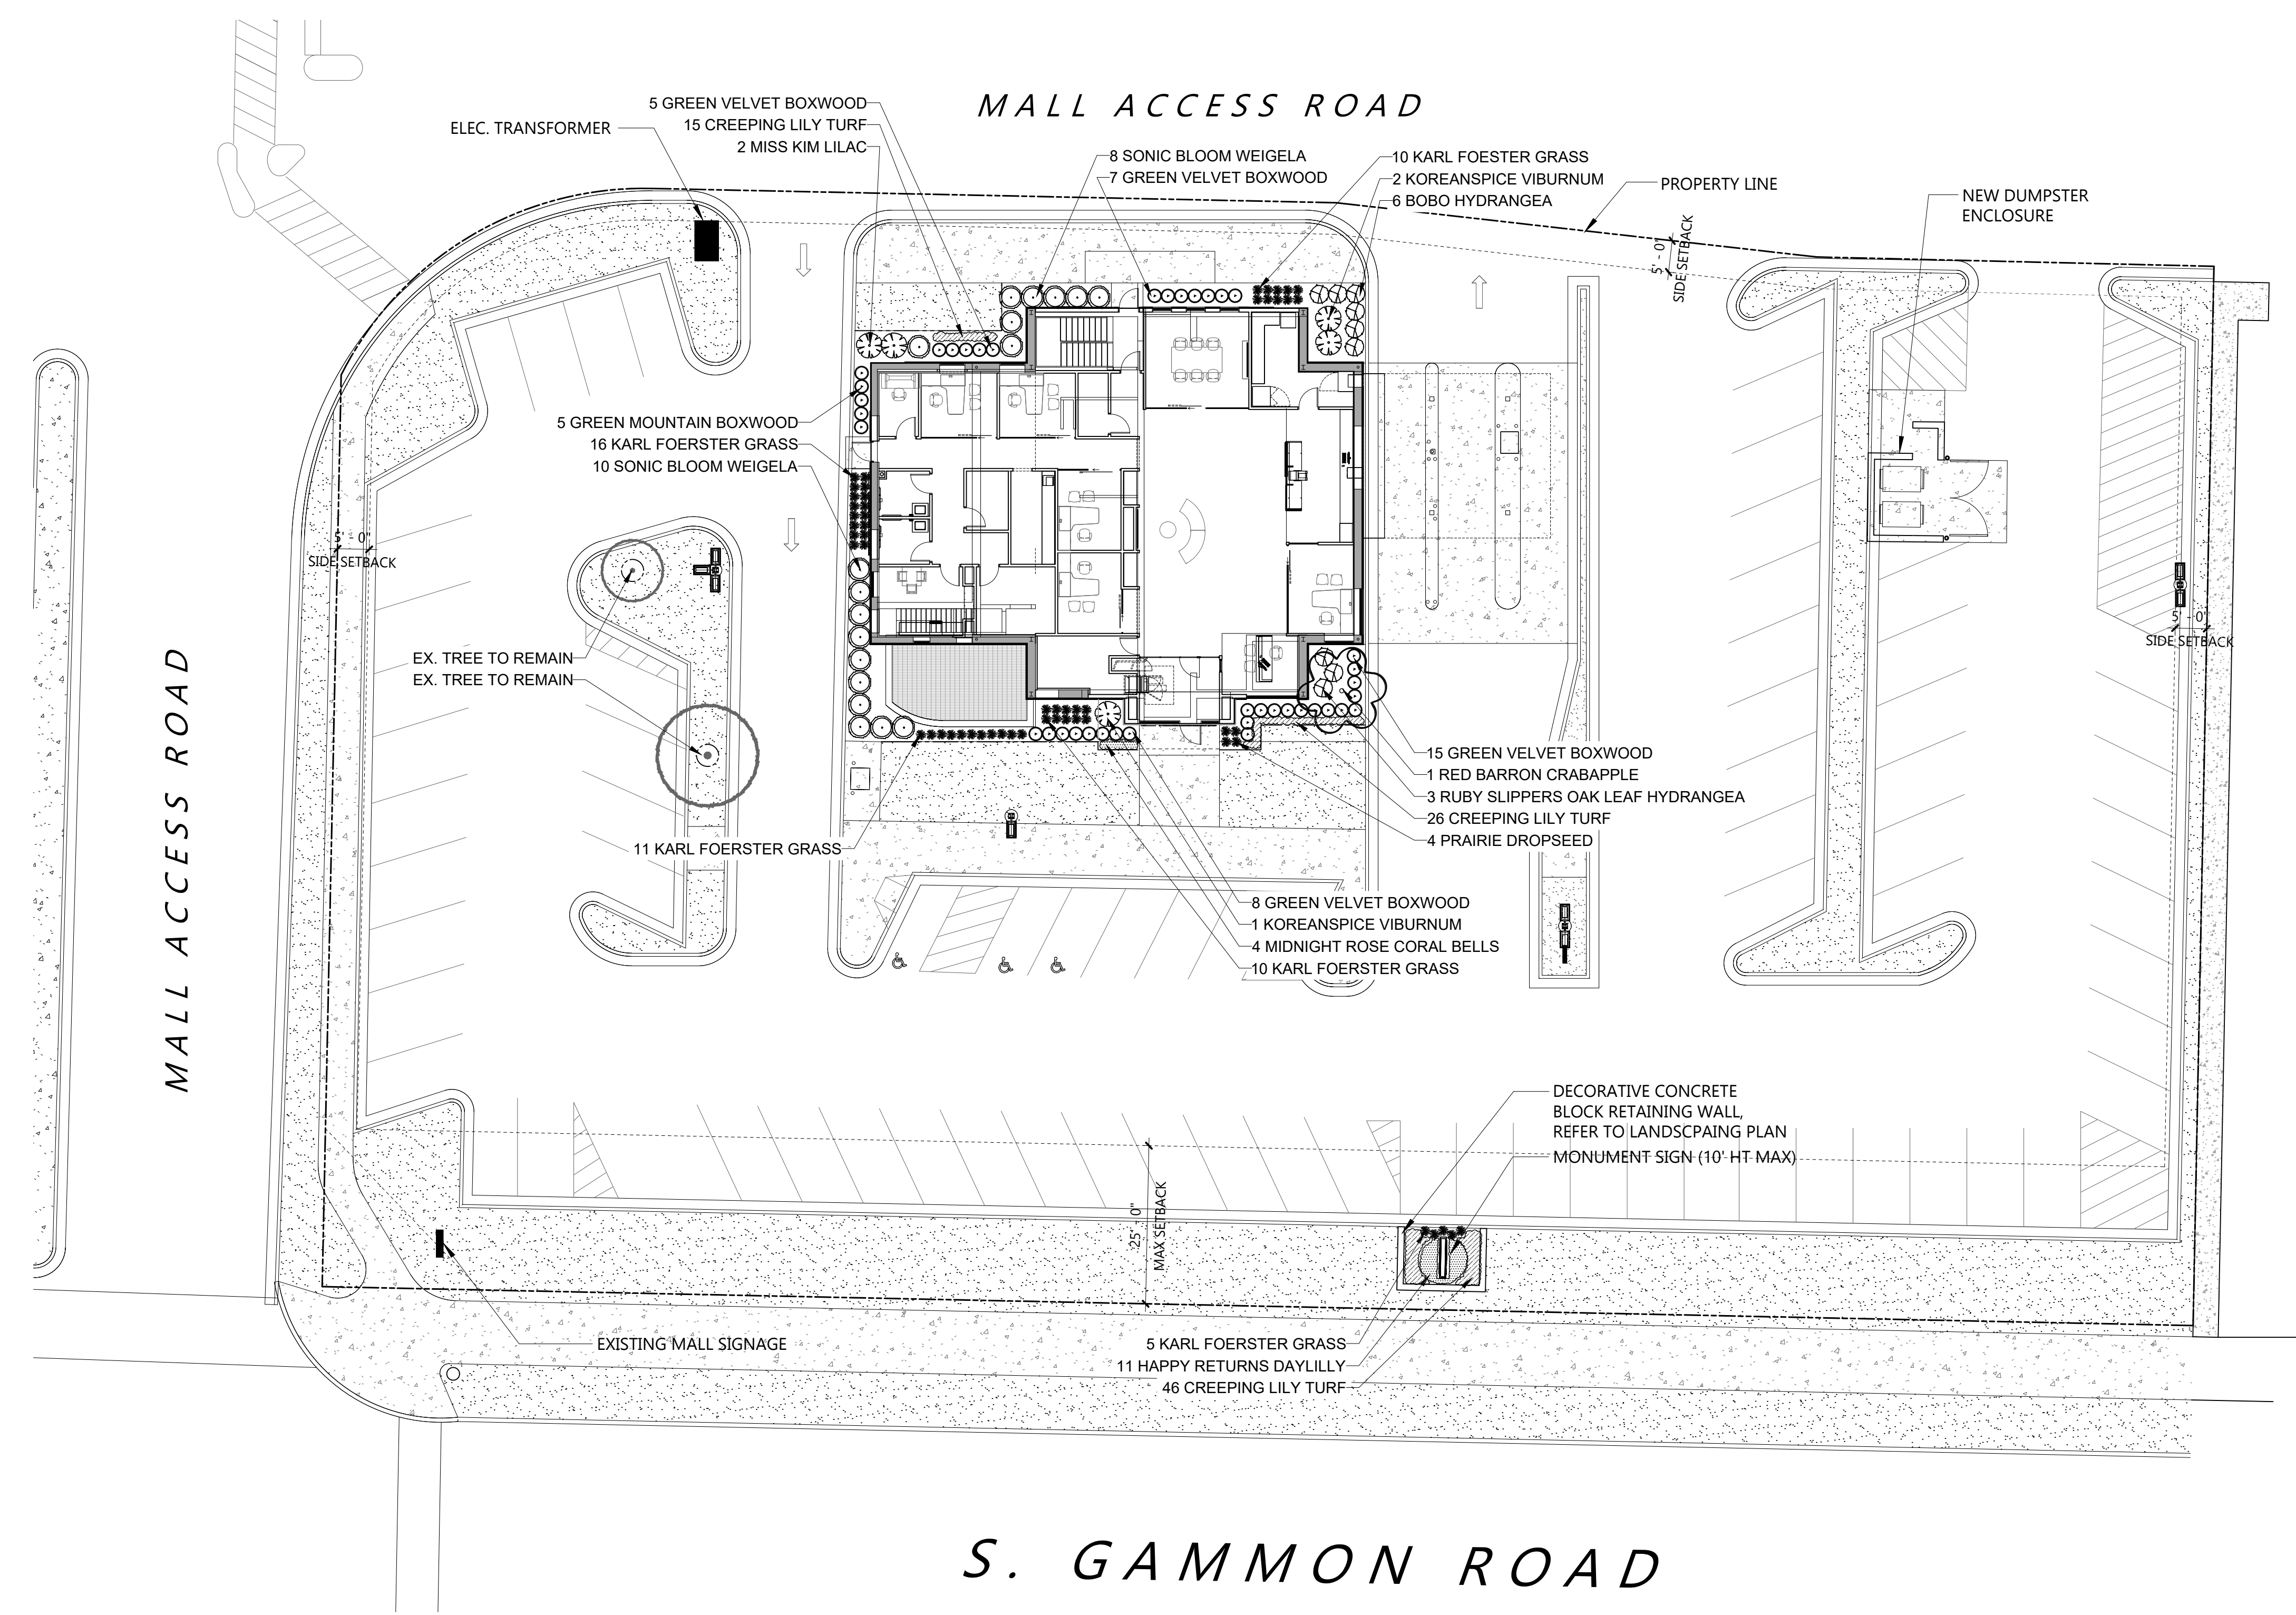 MALL ACCESS ROAD
5 GREEN VELVET BOXWOOD
15 CREEPING LILY TURF
2 MISS KIM LILAC
ELEC. TRANSFORMER
8 SONIC BLOOM WEIGELA
7 GREEN VELVET BOXWOOD
10 KARL FOESTER GRASS
2 KOREANSPICE VIBURNUM
6 BOBO HYDRANGEA
PROPERTY LINE
NEW DUMPSTER
ENCLOSURE
5' - 0"
SIDE SETBACK
5 GREEN MOUNTAIN BOXWOOD
16 KARL FOERSTER GRASS
10 SONIC BLOOM WEIGELA
5' - 0"
SIDE SETBACK
5' - 0"
SIDE SETBACK
EX. TREE TO REMAIN
EX. TREE TO REMAIN
MALL ACCESS ROAD
15 GREEN VELVET BOXWOOD
1 RED BARRON CRABAPPLE
3 RUBY SLIPPERS OAK LEAF HYDRANGEA
26 CREEPING LILY TURF
4 PRAIRIE DROPSEED
11 KARL FOERSTER GRASS
8 GREEN VELVET BOXWOOD
1 KOREANSPICE VIBURNUM
4 MIDNIGHT ROSE CORAL BELLS
10 KARL FOERSTER GRASS
DECORATIVE CONCRETE
BLOCK RETAINING WALL,
REFER TO LANDSCPAING PLAN
MONUMENT SIGN (10' HT MAX)
25' - 0"
MAX SETBACK
EXISTING MALL SIGNAGE
5 KARL FOERSTER GRASS
11 HAPPY RETURNS DAYLILLY
46 CREEPING LILY TURF
S. GAMMON ROAD